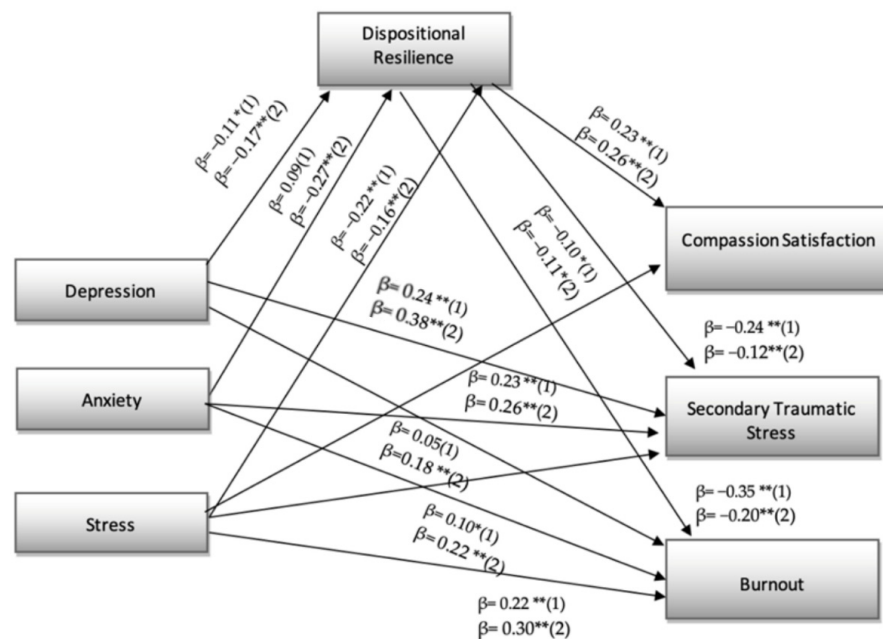 Dispositional
Resilience
β= −0.11*(1)
β= −0.17**(2)
β= 0.09(1)
β= −0.27**(2)
β= −0.22**(1)
β= −0.16**(2)
β= 0.23**(1)
β= 0.26**(2)
β= −0.10*(1)
β= −0.11*(2)
Compassion Satisfaction
Depression
β= 0.24 **(1)
β= 0.38**(2)
β= −0.24 **(1)
β= −0.12**(2)
Anxiety
β= 0.23 **(1)
β= 0.26**(2)
Secondary Traumatic
Stress
β= 0.05(1)
β=0.18 **(2)
β= −0.35 **(1)
β= −0.20**(2)
Stress
β= 0.10*(1)
β= 0.22 **(2)
Burnout
β= 0.22 **(1)
β= 0.30**(2)